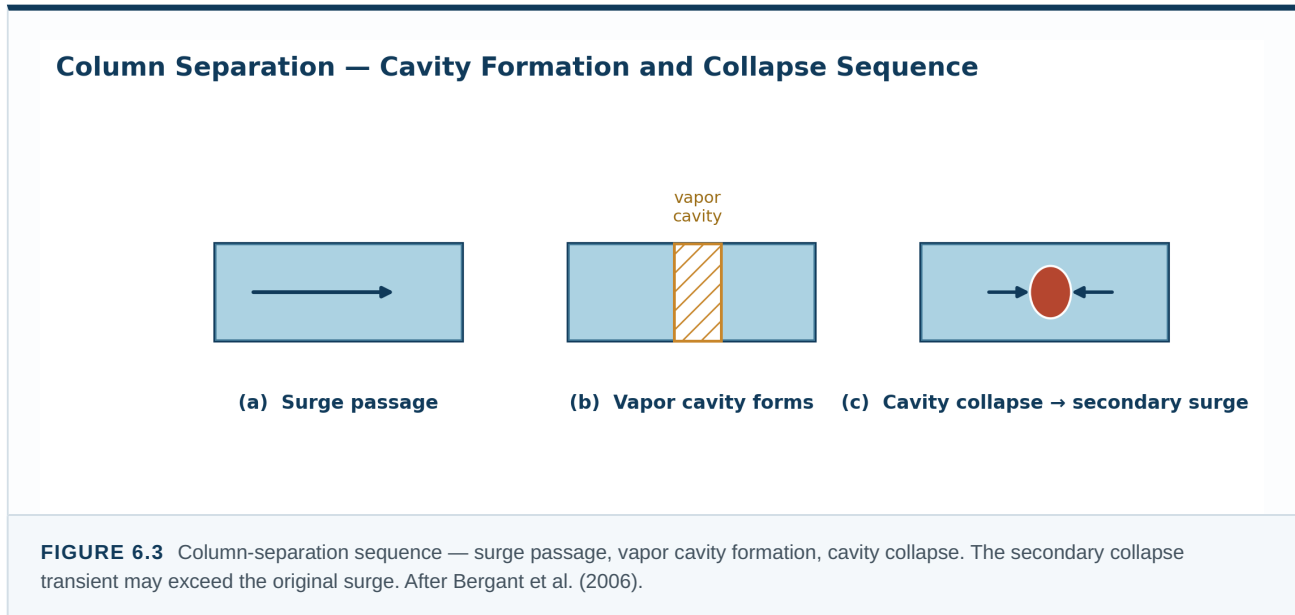 Column Separation — Cavity Formation and Collapse Sequence
vapor
cavity
(a) Surge passage
(b) Vapor cavity forms
(c) Cavity collapse → secondary surge
FIGURE 6.3 Column-separation sequence — surge passage, vapor cavity formation, cavity collapse. The secondary collapse
transient may exceed the original surge. After Bergant et al. (2006).